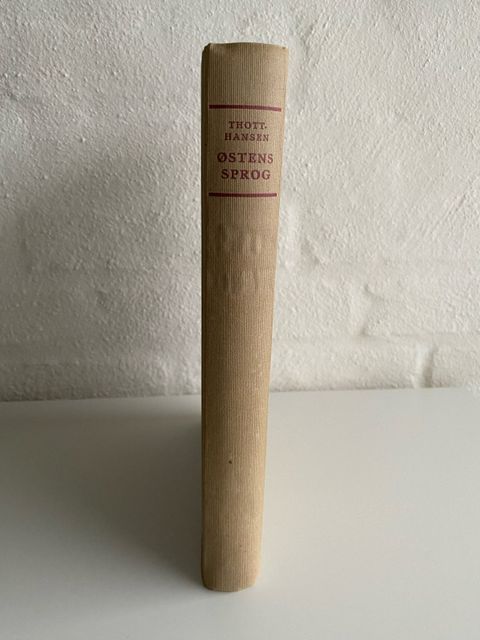 THOTT-
HANSEN
ØSTENS
SPROG